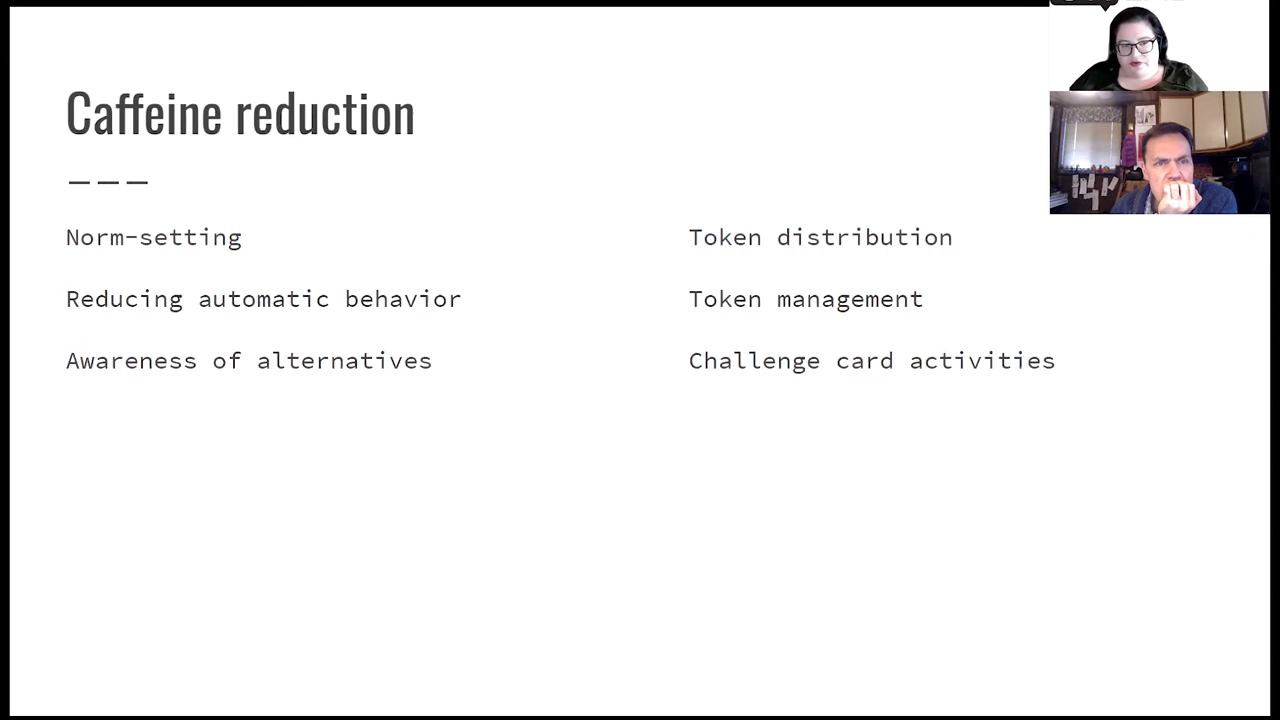 Caffeine reduction
Norm-setting
Reducing automatic behavior
Awareness of alternatives
Token distribution
Token management
Challenge card activities